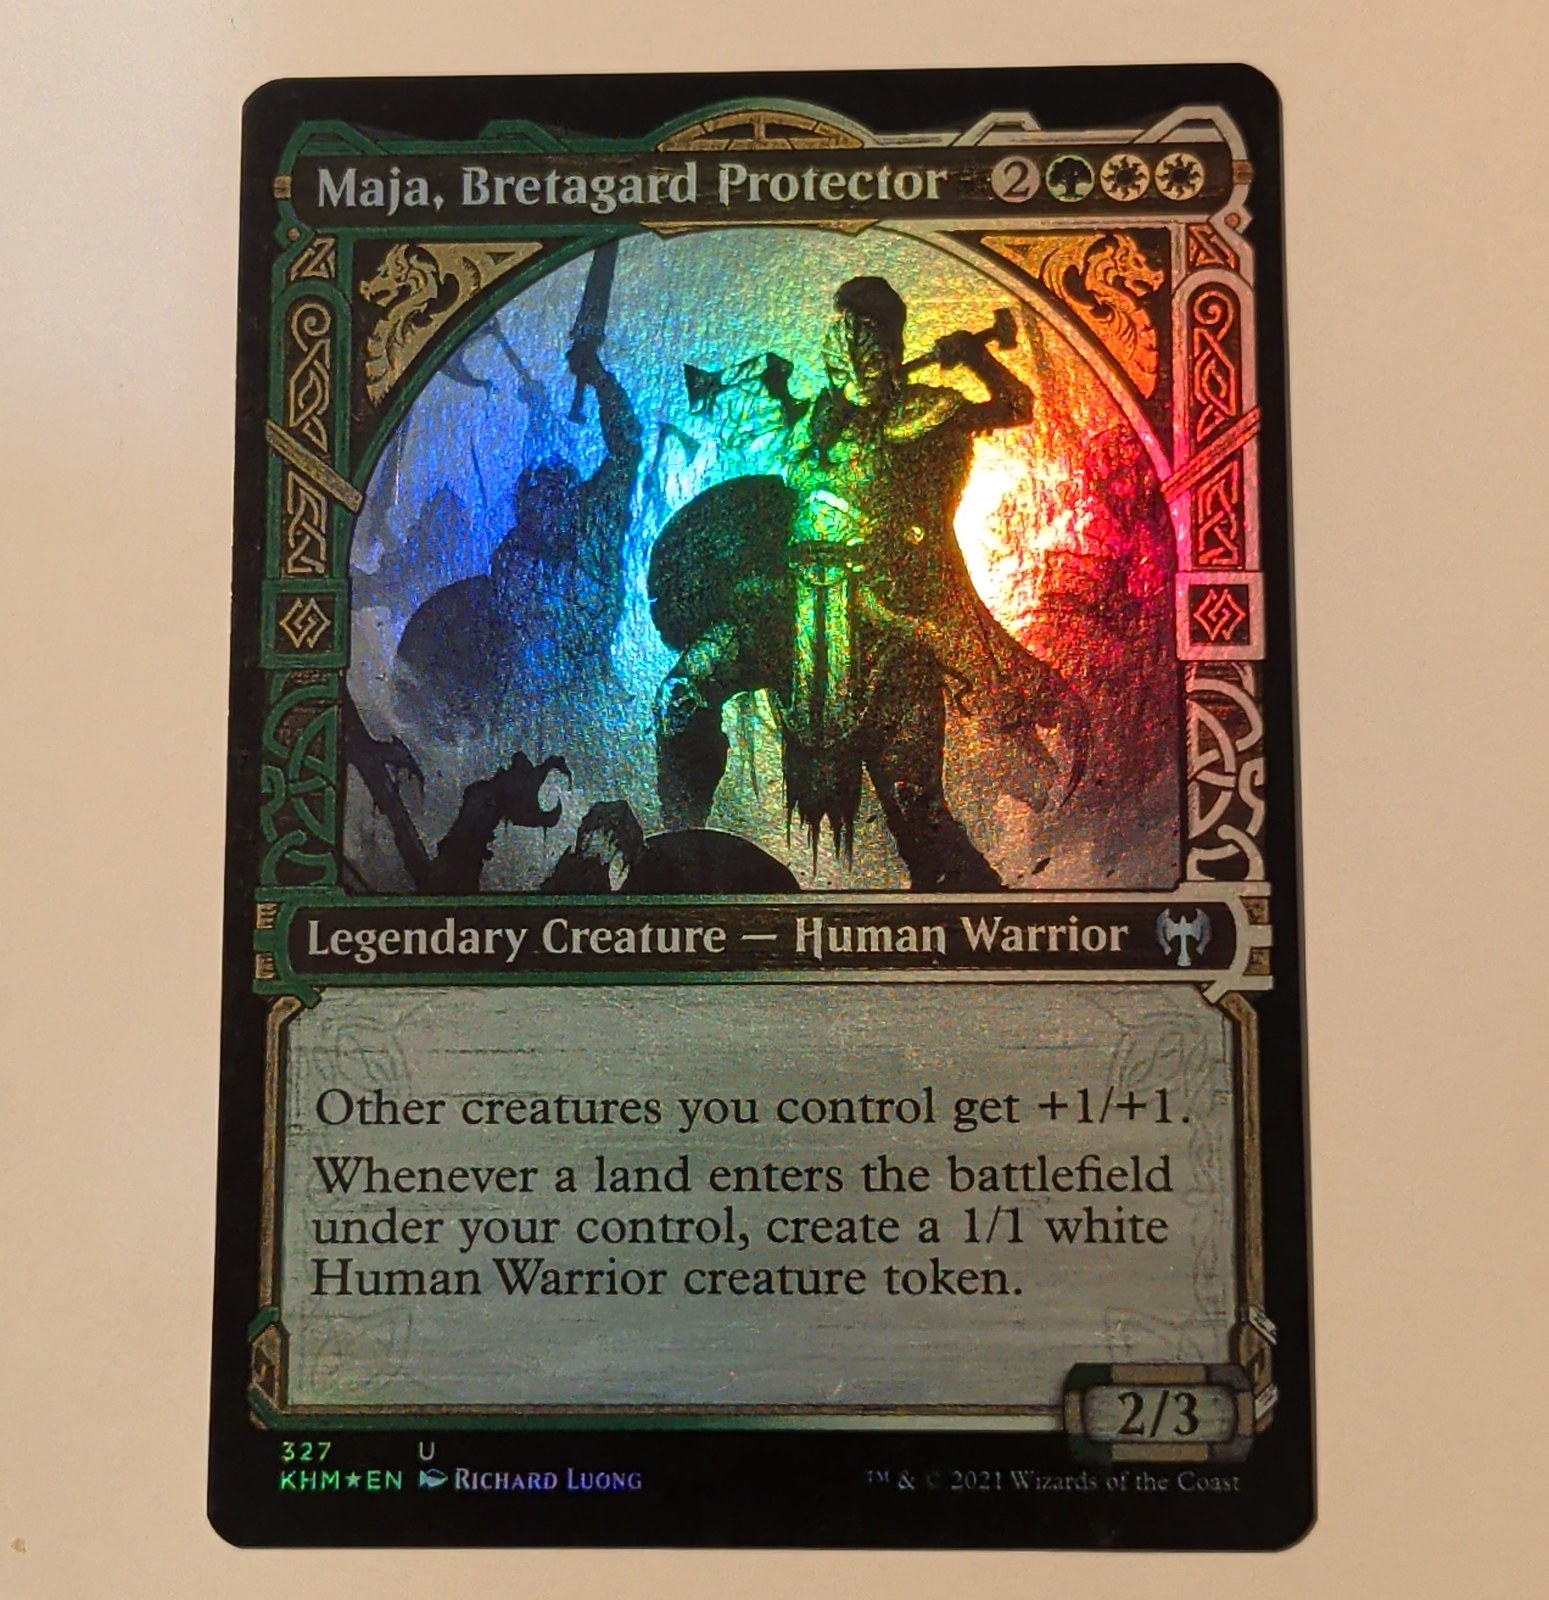 Maja, Bretagard Protector 2
Legendary Creature — Human Warrior
Other creatures you control get +1/+1.
Whenever a land enters the battlefield
under your control, create a 1/1 white
Human Warrior creature token.
2/3
327 U
KHM★EN Richard Luong ™ & © 2021 Wizards of the Coast